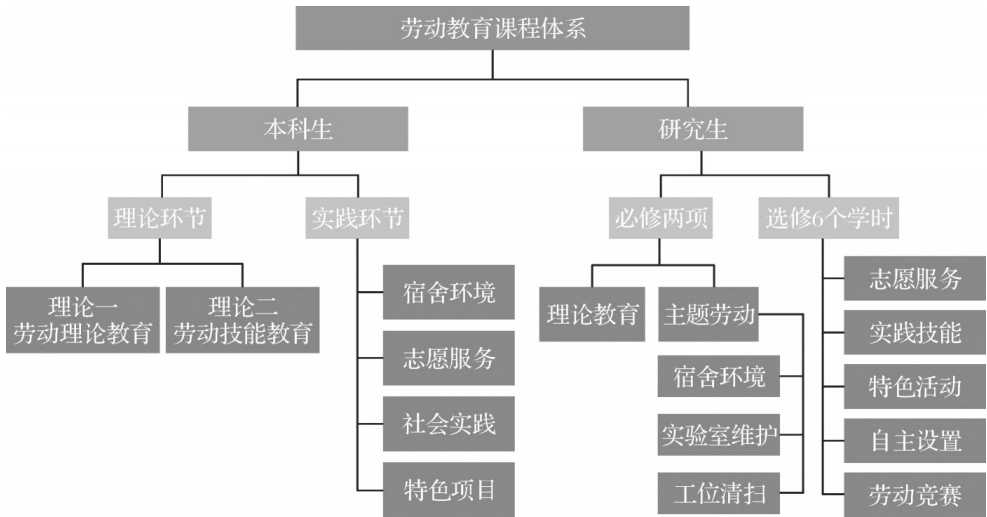 劳动教育课程体系
本科生
研究生
理论环节
实践环节
必修两项
选修6个学时
理论一
劳动理论教育
理论二
劳动技能教育
宿舍环境
志愿服务
社会实践
特色项目
理论教育
主题劳动
宿舍环境
实验室维护
工位清扫
志愿服务
实践技能
特色活动
自主设置
劳动竞赛